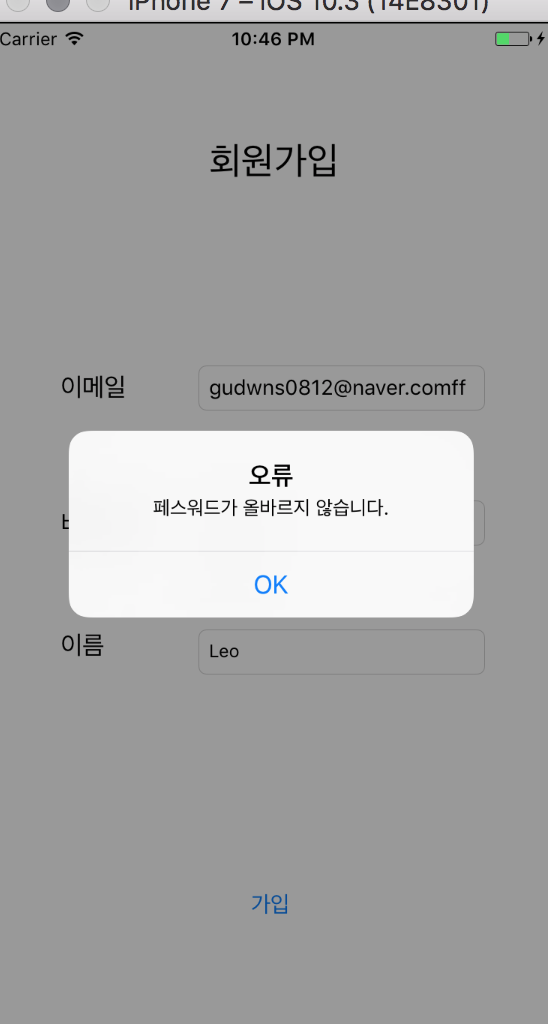 iPhone 7 – iOS 10.3 (14E8301)
Carrier 10:46 PM
회원가입
이메일 gudwns0812@naver.comff
오류
페스워드가 올바르지 않습니다.
OK
이름 Leo
가입